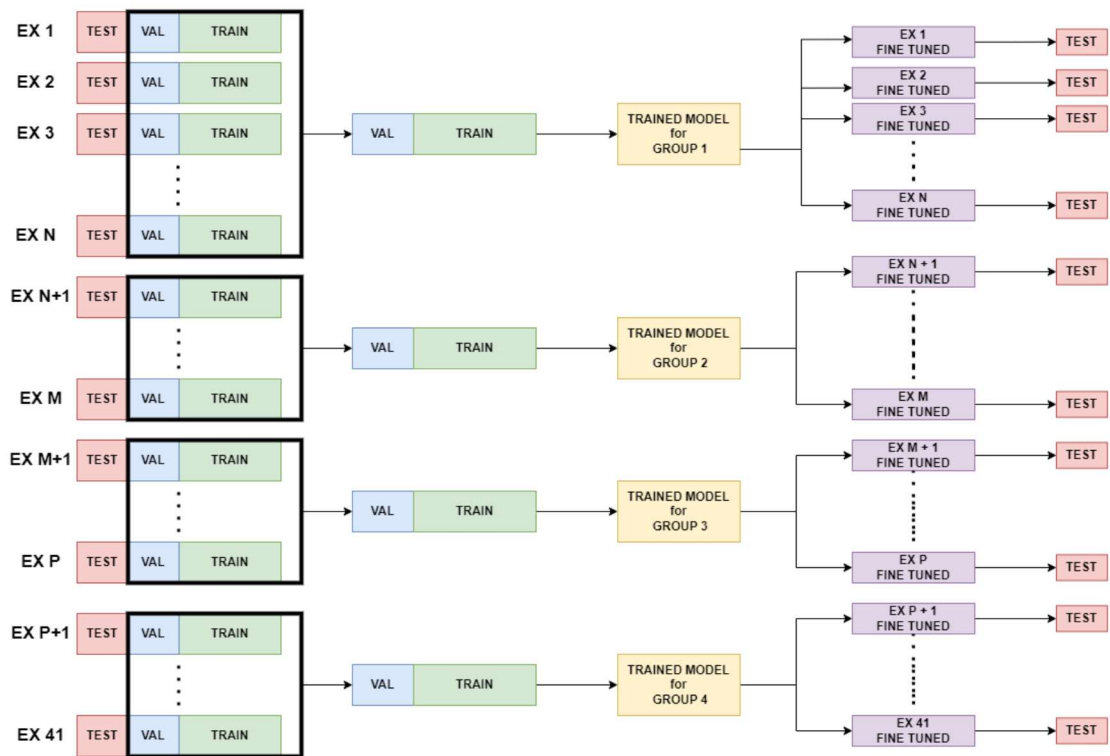 EX 1 TEST VAL TRAIN
EX 2 TEST VAL TRAIN
EX 3 TEST VAL TRAIN
EX N TEST VAL TRAIN
VAL TRAIN
TRAINED MODEL
for
GROUP 1
EX 1
FINE TUNED
TEST
EX 2
FINE TUNED
TEST
EX 3
FINE TUNED
TEST
EX N
FINE TUNED
TEST
EX N+1 TEST VAL TRAIN
EX M TEST VAL TRAIN
VAL TRAIN
TRAINED MODEL
for
GROUP 2
EX N + 1
FINE TUNED
TEST
EX M
FINE TUNED
TEST
EX M+1 TEST VAL TRAIN
EX P TEST VAL TRAIN
VAL TRAIN
TRAINED MODEL
for
GROUP 3
EX M + 1
FINE TUNED
TEST
EX P
FINE TUNED
TEST
EX P+1 TEST VAL TRAIN
EX 41 TEST VAL TRAIN
VAL TRAIN
TRAINED MODEL
for
GROUP 4
EX P + 1
FINE TUNED
TEST
EX 41
FINE TUNED
TEST